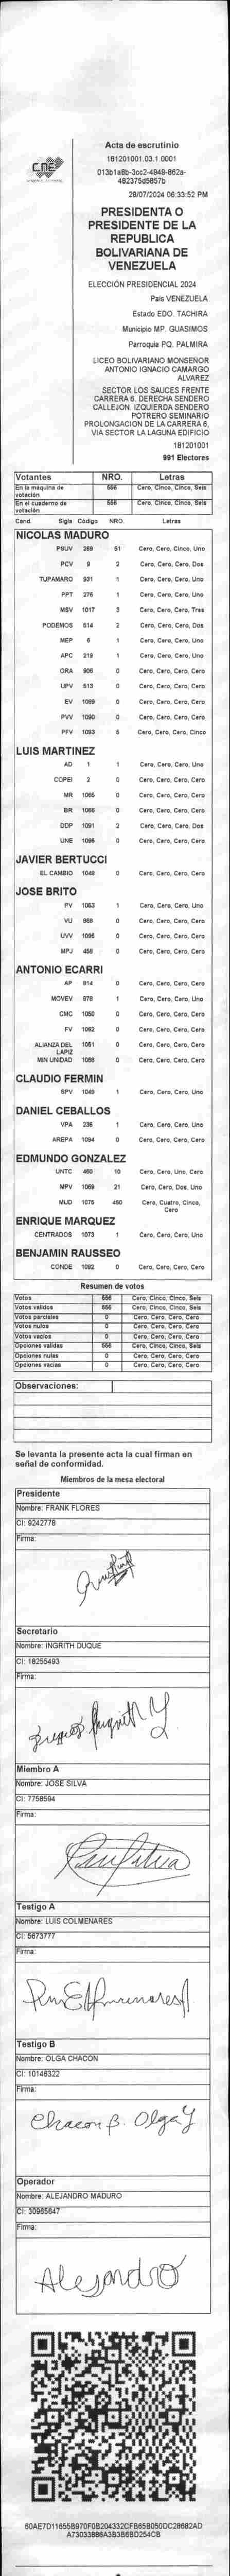 CNE
Acta de escrutinio
181201001.03.1.0001
013b1a8b-3cc2-4949-862a-
482375d5857b
28/07/2024 06:33:52 PM
PRESIDENTA O
PRESIDENTE DE LA
REPUBLICA
BOLIVARIANA DE
VENEZUELA
ELECCIÓN PRESIDENCIAL 2024
País VENEZUELA
Estado EDO. TACHIRA
Municipio MP. GUASIMOS
Parroquia PQ. PALMIRA
LICEO BOLIVARIANO MONSENOR
ANTONIO IGNACIO CAMARGO
ALVAREZ
SECTOR LOS SAUCES FRENTE
CARRERA 6. DERECHA SENDERO
CALLEJON. IZQUIERDA SENDERO
POTRERO SEMINARIO
PROLONGACION DE LA CARRERA 6,
VIA SECTOR LA LAGUNA EDIFICIO
181201001
991 Electores
Votantes NRO. Letras
En la máquina de votación 556 Cero, Cinco, Cinco, Seis
En el cuaderno de votación 556 Cero, Cinco, Cinco, Seis
Cand. Sigla Código NRO. Letras
NICOLAS MADURO
PSUV 289 51 Cero, Cero, Cinco, Uno
PCV 9 2 Cero, Cero, Cero, Dos
TUPAMARO 931 1 Cero, Cero, Cero, Uno
PPT 276 1 Cero, Cero, Cero, Uno
MSV 1017 3 Cero, Cero, Cero, Tres
PODEMOS 514 2 Cero, Cero, Cero, Dos
MEP 6 1 Cero, Cero, Cero, Uno
APC 219 1 Cero, Cero, Cero, Uno
ORA 906 0 Cero, Cero, Cero, Cero
UPV 513 0 Cero, Cero, Cero, Cero
EV 1089 0 Cero, Cero, Cero, Cero
PVV 1090 0 Cero, Cero, Cero, Cero
PFV 1093 5 Cero, Cero, Cero, Cinco
LUIS MARTINEZ
AD 1 1 Cero, Cero, Cero, Uno
COPEI 2 0 Cero, Cero, Cero, Cero
MR 1065 0 Cero, Cero, Cero, Cero
BR 1066 0 Cero, Cero, Cero, Cero
DDP 1091 2 Cero, Cero, Cero, Dos
UNE 1096 0 Cero, Cero, Cero, Cero
JAVIER BERTUCCI
EL CAMBIO 1048 0 Cero, Cero, Cero, Cero
JOSE BRITO
PV 1053 1 Cero, Cero, Cero, Uno
VU 868 0 Cero, Cero, Cero, Cero
UVV 1095 0 Cero, Cero, Cero, Cero
MPJ 458 0 Cero, Cero, Cero, Cero
ANTONIO ECARRI
AP 814 0 Cero, Cero, Cero, Cero
MOVEV 878 1 Cero, Cero, Cero, Uno
CMC 1050 0 Cero, Cero, Cero, Cero
FV 1062 0 Cero, Cero, Cero, Cero
ALIANZA DEL LAPIZ 1051 0 Cero, Cero, Cero, Cero
MIN UNIDAD 1088 0 Cero, Cero, Cero, Cero
CLAUDIO FERMIN
SPV 1049 1 Cero, Cero, Cero, Uno
DANIEL CEBALLOS
VPA 236 1 Cero, Cero, Cero, Uno
AREPA 1094 0 Cero, Cero, Cero, Cero
EDMUNDO GONZALEZ
UNTC 460 10 Cero, Cero, Uno, Cero
MPV 1069 21 Cero, Cero, Dos, Uno
MUD 1075 450 Cero, Cuatro, Cinco, Cero
ENRIQUE MARQUEZ
CENTRADOS 1073 1 Cero, Cero, Cero, Uno
BENJAMIN RAUSSEO
CONDE 1092 0 Cero, Cero, Cero, Cero
Resumen de votos
Votos 556 Cero, Cinco, Cinco, Seis
Votos validos 556 Cero, Cinco, Cinco, Seis
Votos parciales 0 Cero, Cero, Cero, Cero
Votos nulos 0 Cero, Cero, Cero, Cero
Votos vacios 0 Cero, Cero, Cero, Cero
Opciones validas 556 Cero, Cinco, Cinco, Seis
Opciones nulas 0 Cero, Cero, Cero, Cero
Opciones vacias 0 Cero, Cero, Cero, Cero
Observaciones:
Se levanta la presente acta la cual firman en
señal de conformidad.
Miembros de la mesa electoral
Presidente
Nombre: FRANK FLORES
CI: 9242778
Firma:
Secretario
Nombre: INGRITH DUQUE
CI: 18255493
Firma:
Miembro A
Nombre: JOSE SILVA
CI: 7758594
Firma:
Testigo A
Nombre: LUIS COLMENARES
CI: 5673777
Firma:
Testigo B
Nombre: OLGA CHACON
CI: 10146322
Firma:
Chacon B. Olga Y
Operador
Nombre: ALEJANDRO MADURO
CI: 30985647
Firma:
Alejandro
60AE7D11655B970F0B204332CFB65B050DC28682AD
A73033886A3B3B6BD254CB